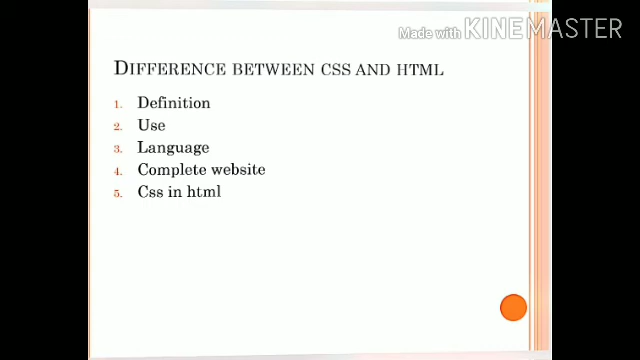 Made with KINEMASTER
DIFFERENCE BETWEEN CSS AND HTML
1. Definition
2. Use
3. Language
4. Complete website
5. Css in html